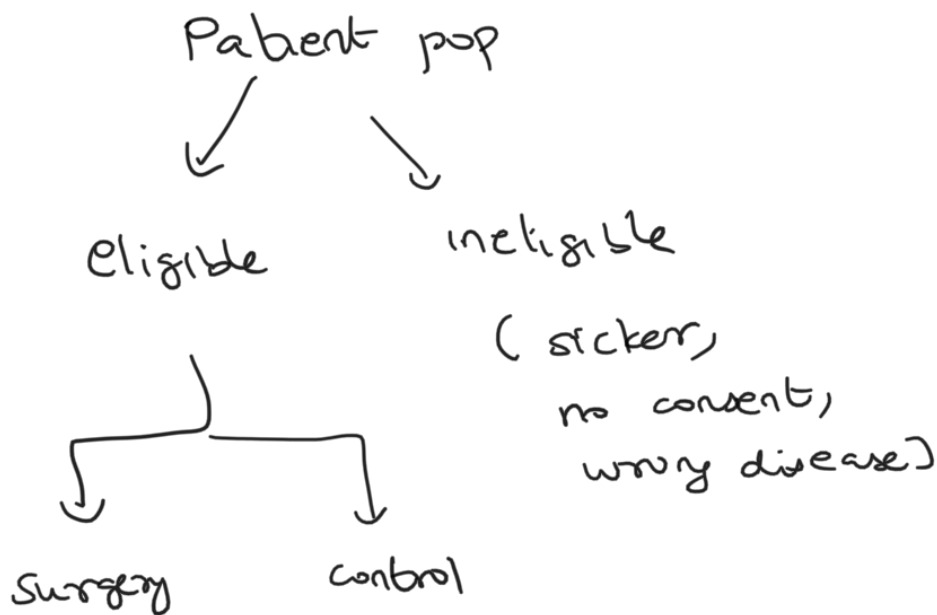 Patient pop
eligible
ineligible
( sicker,
no consent,
wrong disease)
surgery
control